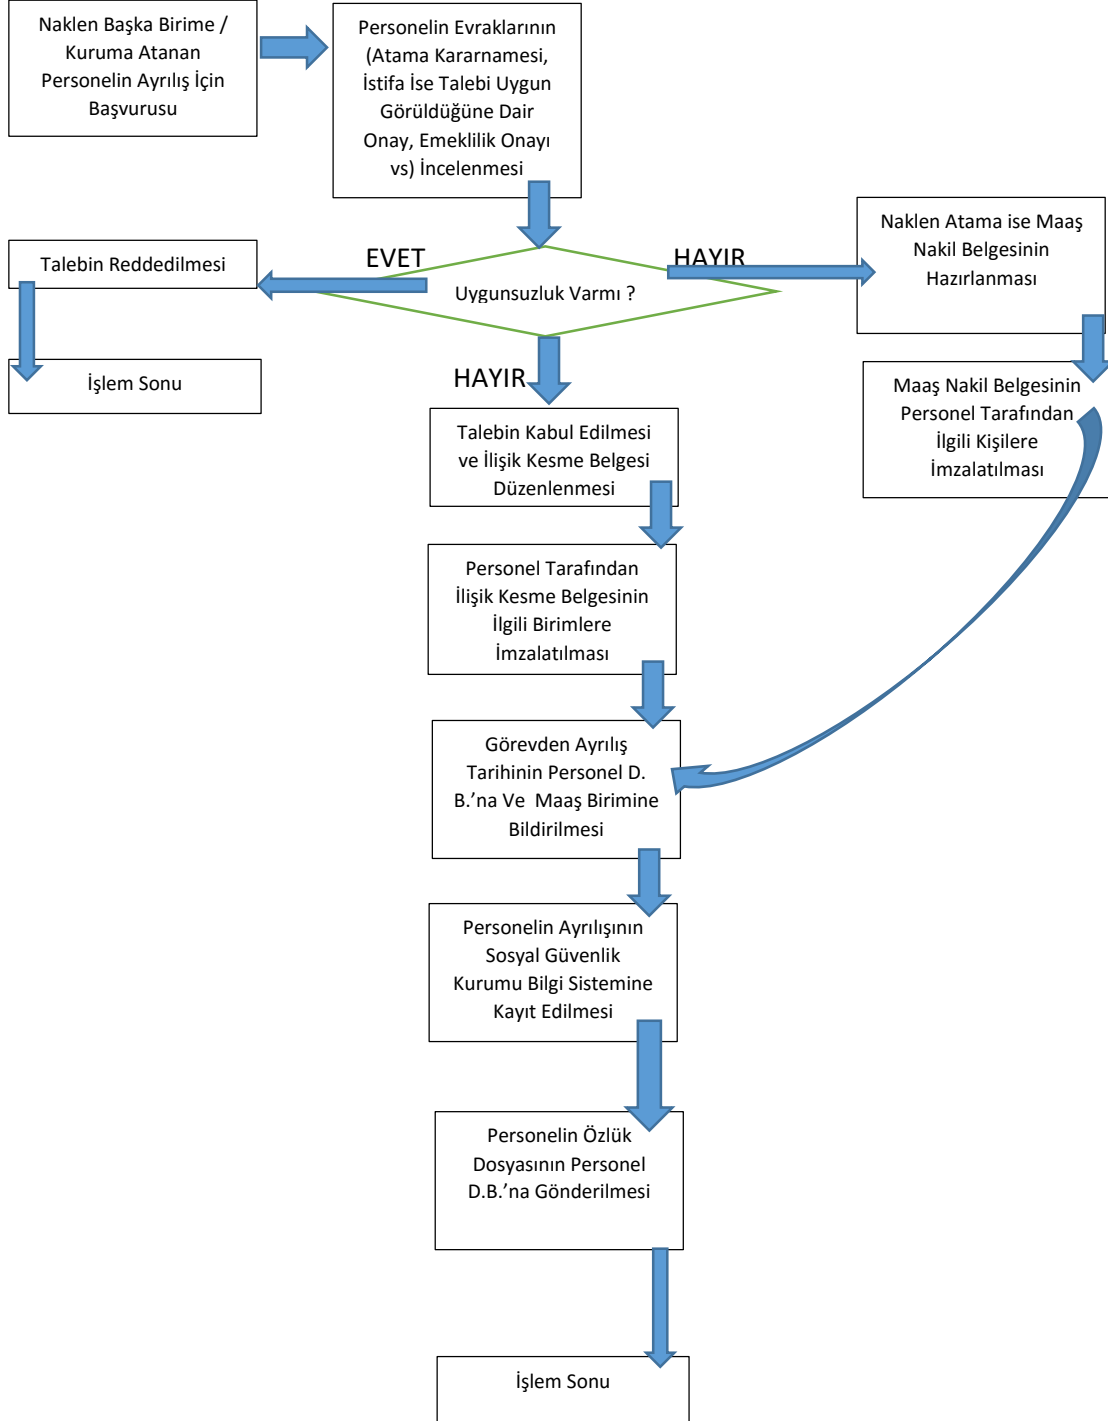 Naklen Başka Birime /
Kuruma Atanan
Personelin Ayrılış İçin
Başvurusu
Personelin Evraklarının
(Atama Kararnamesi,
İstifa İse Talebi Uygun
Görüldüğüne Dair
Onay, Emeklilik Onayı
vs) İncelenmesi
EVET
HAYIR
Uygunsuzluk Varmı ?
Talebin Reddedilmesi
İşlem Sonu
Naklen Atama ise Maaş
Nakil Belgesinin
Hazırlanması
Maaş Nakil Belgesinin
Personel Tarafından
İlgili Kişilere
İmzalatılması
HAYIR
Talebin Kabul Edilmesi
ve İlişik Kesme Belgesi
Düzenlenmesi
Personel Tarafından
İlişik Kesme Belgesinin
İlgili Birimlere
İmzalatılması
Görevden Ayrılış
Tarihinin Personel D.
B.’na Ve  Maaş Birimine
Bildirilmesi
Personelin Ayrılışının
Sosyal Güvenlik
Kurumu Bilgi Sistemine
Kayıt Edilmesi
Personelin Özlük
Dosyasının Personel
D.B.’na Gönderilmesi
İşlem Sonu